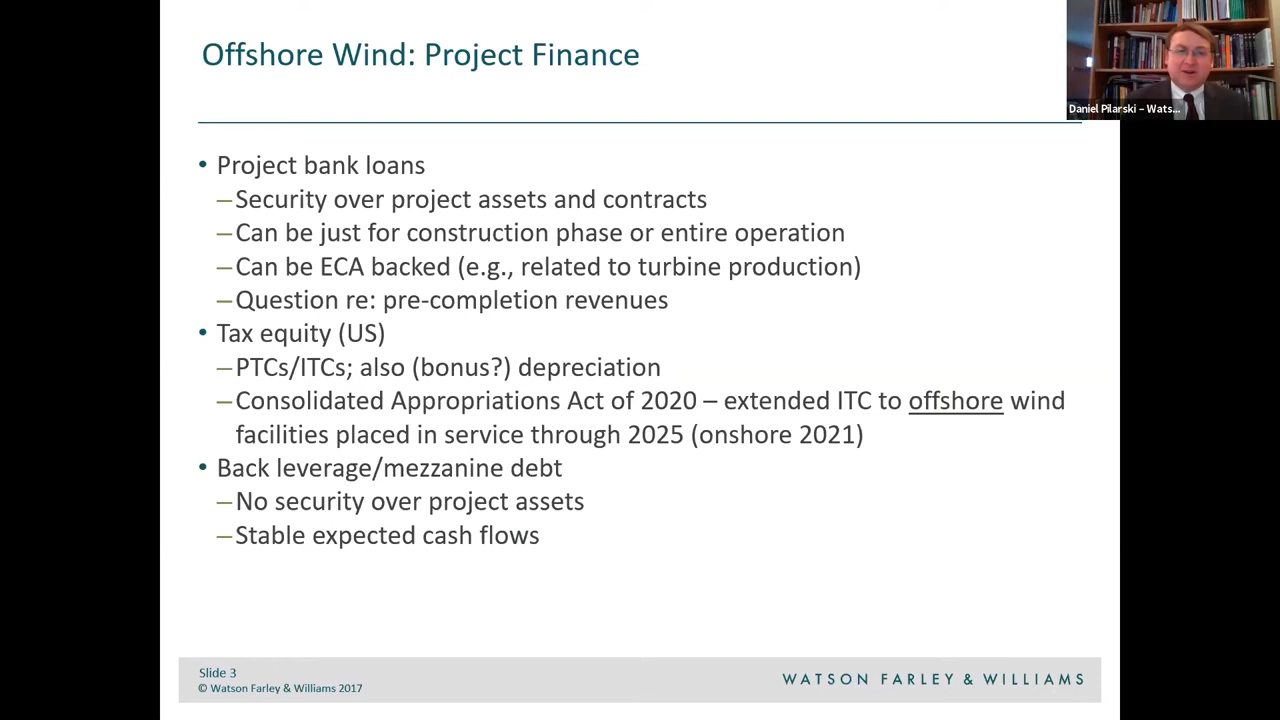 Offshore Wind: Project Finance
Daniel Pilarski – Wats...
• Project bank loans
–Security over project assets and contracts
–Can be just for construction phase or entire operation
–Can be ECA backed (e.g., related to turbine production)
–Question re: pre-completion revenues
• Tax equity (US)
–PTCs/ITCs; also (bonus?) depreciation
–Consolidated Appropriations Act of 2020 – extended ITC to offshore wind
facilities placed in service through 2025 (onshore 2021)
• Back leverage/mezzanine debt
–No security over project assets
–Stable expected cash flows
Slide 3
© Watson Farley & Williams 2017
WATSON FARLEY & WILLIAMS